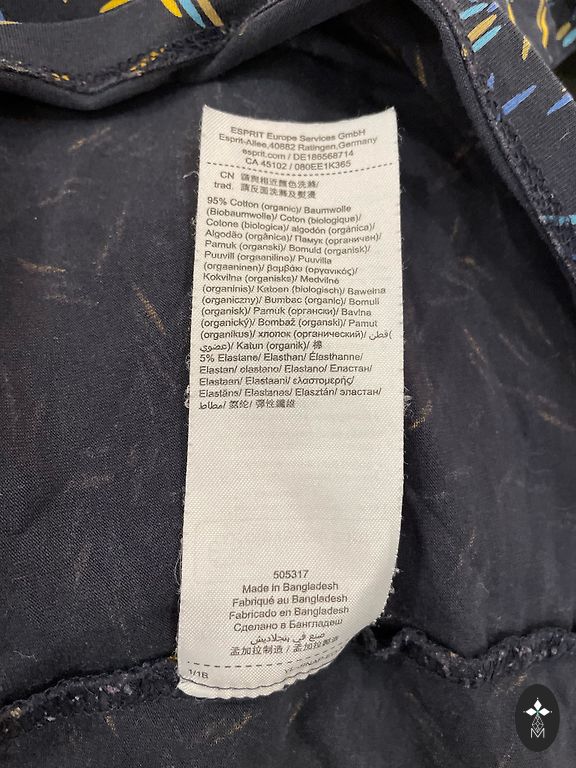 ESPRIT Europe Services GmbH
Esprit-Allee,40882 Ratingen,Germany
esprit.com / DE186568714
CA 45102 / 080EE1K365
CN 請與相近顏色洗滌/
trad. 請反面洗滌及熨燙
95% Cotton (organic)/ Baumwolle
(Biobaumwolle)/ Coton (biologique)/
Cotone (biologica)/ algodón (orgánica)/
Algodão (orgânica)/ Памук (органичен)/
Pamuk (organski)/ Bomuld (organisk)/
Puuvill (orgaaniline)/ Puuvilla
(orgaaninen)/ βαμβάκι (οργανικός)/
Kokvilna (organiska)/ Medvilnė
(organinis)/ Katoen (biologisch)/ Bawełna
(organiczny)/ Bumbac (organic)/ Bomull
(organisk)/ Pamuk (органски)/ Bavlna
(organický)/ Bombaž (organski)/ Pamut
(organikus)/ хлопок (органический)/ قطن(
عضوي)/ Katun (organik)/ 棉
5% Elastane/ Elasthan/ Élasthanne/
Elastan/ elastano/ Elastano/ Еластан/
Elastaan/ Elastaani/ ελαστομερής/
Elastāns/ Elastanas/ Elasztán/ эластан/
مطاط/ 氨纶/ 彈性纖維
505317
Made in Bangladesh
Fabriqué au Bangladesh
Fabricado en Bangladesh
Сделано в Бангладеш
صنع في بنجلاديش
孟加拉制造 / 孟加拉製造
1/1B
M